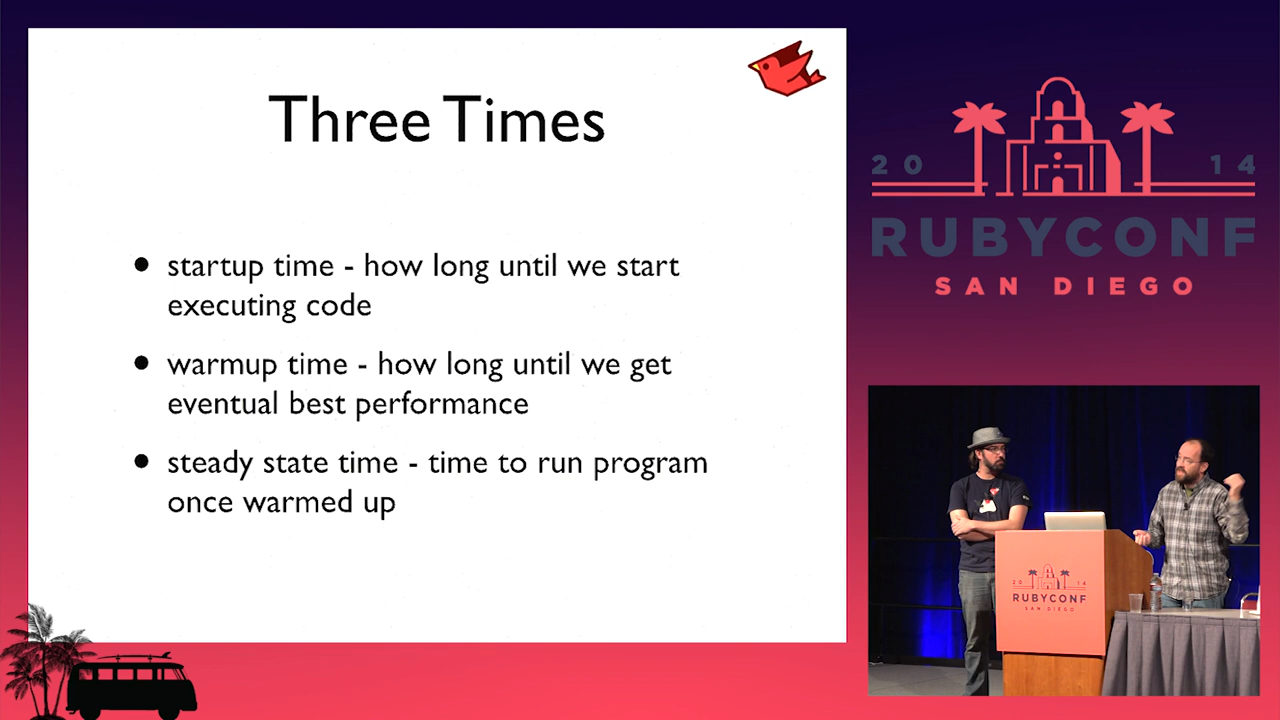 Three Times
• startup time - how long until we start
executing code
• warmup time - how long until we get
eventual best performance
• steady state time - time to run program
once warmed up
20 14
RUBYCONF
SAN DIEGO
20 14
RUBYCONF
SAN DIEGO